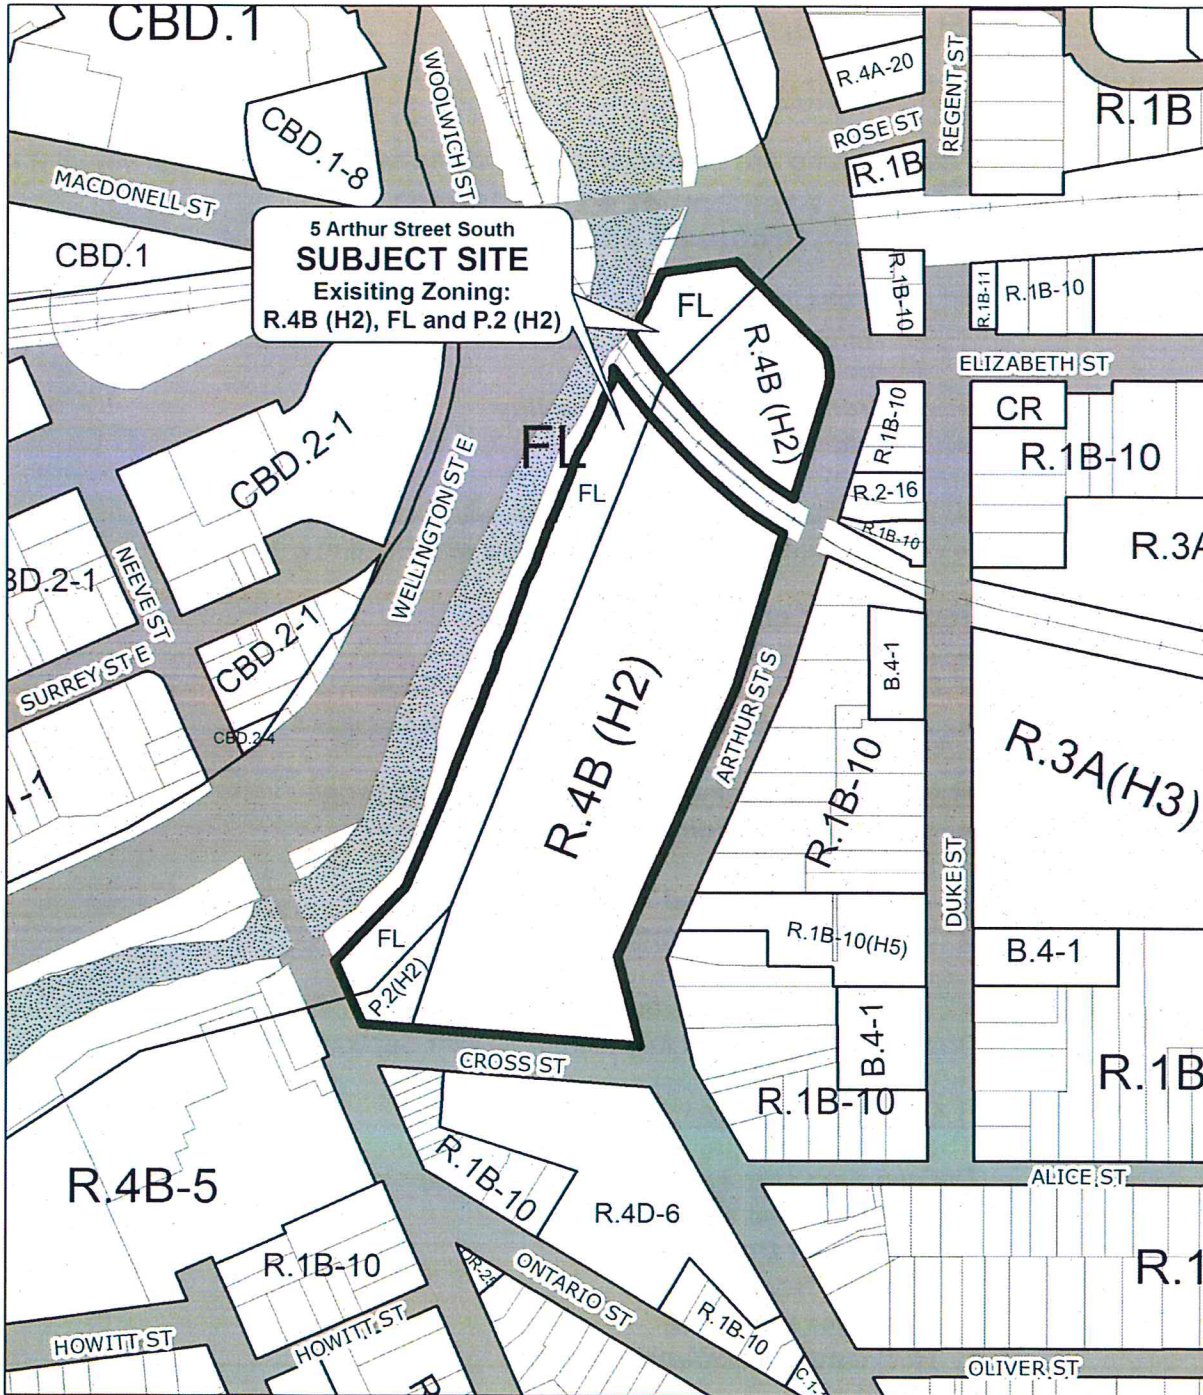 CBD.1
WOOLWICH ST
R.4A-20
REGENT ST
R.1B
CBD.1-8
ROSE ST
R.1B
MACDONELL ST
CBD.1
5 Arthur Street South
SUBJECT SITE
Exisiting Zoning:
R.4B (H2), FL and P.2 (H2)
FL
R.4B (H2)
R.1B-10
R.1B-11
R.1B-10
ELIZABETH ST
CR
R.1B-10
R.1B-10
R.2-16
R.1B-10
R.3A
CBD.2-1
FL
FL
WELLINGTON ST E
NEEVE ST
BD.2-1
CBD.2-1
SURREY ST E
CBD.2-4
1-1
R.4B (H2)
ARTHUR ST S
B.4-1
R.1B-10
R.3A(H3)
DUKE ST
FL
P.2(H2)
R.1B-10(H5)
B.4-1
B.4-1
CROSS ST
R.1B-10
R.1B
R.4B-5
R.1B-10
R.4D-6
ALICE ST
R.1B-10
ONTARIO ST
R.1
R.1B-10
HOWITT ST
HOWITT ST
R
OLIVER ST